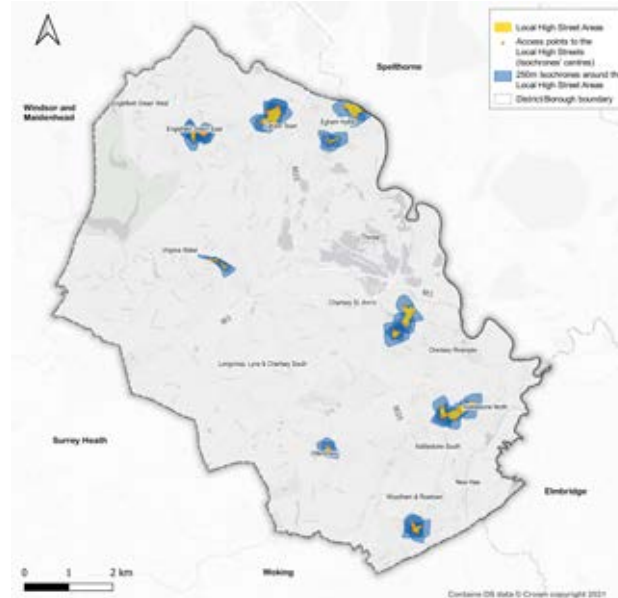 Local High Street Areas
Access points to the
Local High Streets
(Isochrones' centres)
250m Isochrones around the
Local High Street Areas
District/Borough boundary
Spelthorne
Windsor and
Maidenhead
Englefield Green West
Englefield Green East
Egham Town
Egham Hythe
M25
Thorpe
Virginia Water
Chertsey St. Ann's
M3
Chertsey Riverside
Longcross, Lyne & Chertsey South
M25
Addlestone North
Surrey Heath
Ottershaw
Addlestone South
New Haw
Elmbridge
Woodham & Rowtown
Woking
0 1 2 km
Contains OS data © Crown copyright 2021